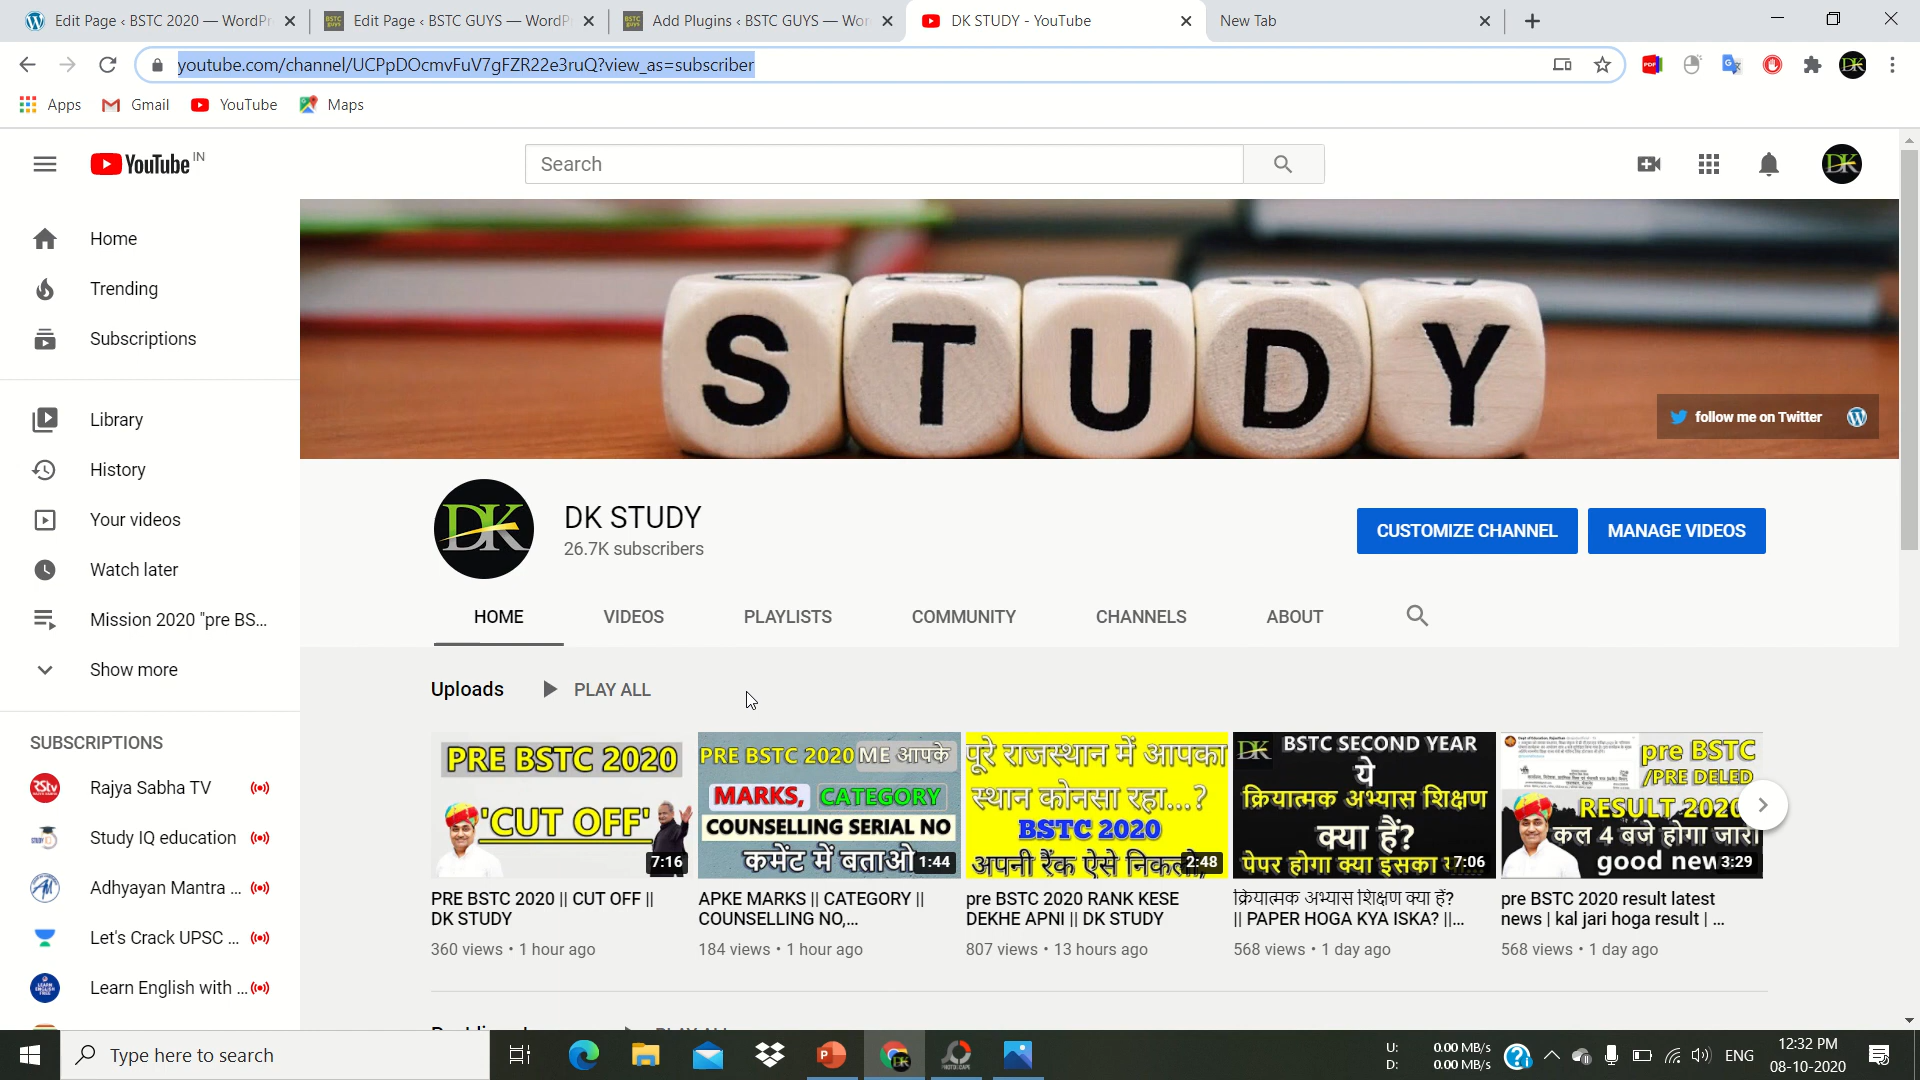 Edit Page ‹ BSTC 2020 — WordPr
Edit Page ‹ BSTC GUYS — WordP
Add Plugins ‹ BSTC GUYS — Wor
DK STUDY - YouTube
New Tab
youtube.com/channel/UCPpDOcmvFuV7gFZR22e3ruQ?view_as=subscriber
Apps
Gmail
YouTube
Maps
YouTube IN
Search
Home
Trending
Subscriptions
Library
History
Your videos
Watch later
Mission 2020 "pre BS...
Show more
SUBSCRIPTIONS
Rajya Sabha TV
Study IQ education
Adhyayan Mantra ...
Let's Crack UPSC ...
Learn English with ...
STUDY
follow me on Twitter
DK
DK STUDY
26.7K subscribers
CUSTOMIZE CHANNEL
MANAGE VIDEOS
HOME
VIDEOS
PLAYLISTS
COMMUNITY
CHANNELS
ABOUT
Uploads
PLAY ALL
PRE BSTC 2020
'CUT OFF'
7:16
PRE BSTC 2020 || CUT OFF ||
DK STUDY
360 views • 1 hour ago
PRE BSTC 2020 ME आपके
MARKS, CATEGORY
COUNSELLING SERIAL NO
कमेंट में बताओ
1:44
APKE MARKS || CATEGORY ||
COUNSELLING NO,...
184 views • 1 hour ago
पूरे राजस्थान में आपका
स्थान कोनसा रहा...?
BSTC 2020
अपनी रैंक ऐसे
2:48
pre BSTC 2020 RANK KESE
DEKHE APNI || DK STUDY
807 views • 13 hours ago
DK
BSTC SECOND YEAR
ये
क्रियात्मक अभ्यास शिक्षण
क्या हैं?
पेपर होगा क्या इसका
7:06
क्रियात्मक अभ्यास शिक्षण क्या हैं?
|| PAPER HOGA KYA ISKA? ||...
568 views • 1 day ago
pre BSTC
/PRE DELED
RESULT 2020
कल 4 बजे होगा जारी
good new
3:29
pre BSTC 2020 result latest
news | kal jari hoga result | ...
568 views • 1 day ago
Type here to search
U: 0.00 MB/s
D: 0.00 MB/s
ENG
12:32 PM
08-10-2020